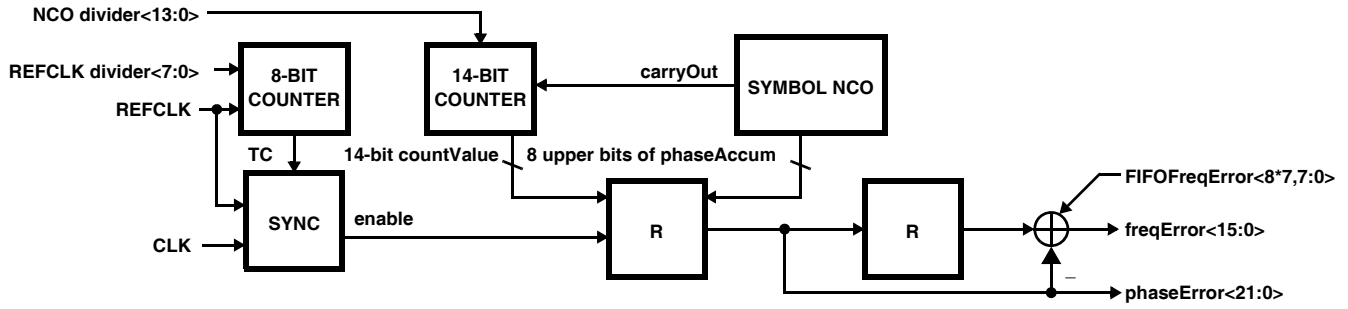 NCO divider<13:0>
REFCLK divider<7:0>
REFCLK
8-BIT
COUNTER
14-BIT
COUNTER
carryOut
SYMBOL NCO
TC
14-bit countValue
8 upper bits of phaseAccum
FIFOFreqError<8*7,7:0>
SYNC
enable
CLK
R
R
freqError<15:0>
–
phaseError<21:0>